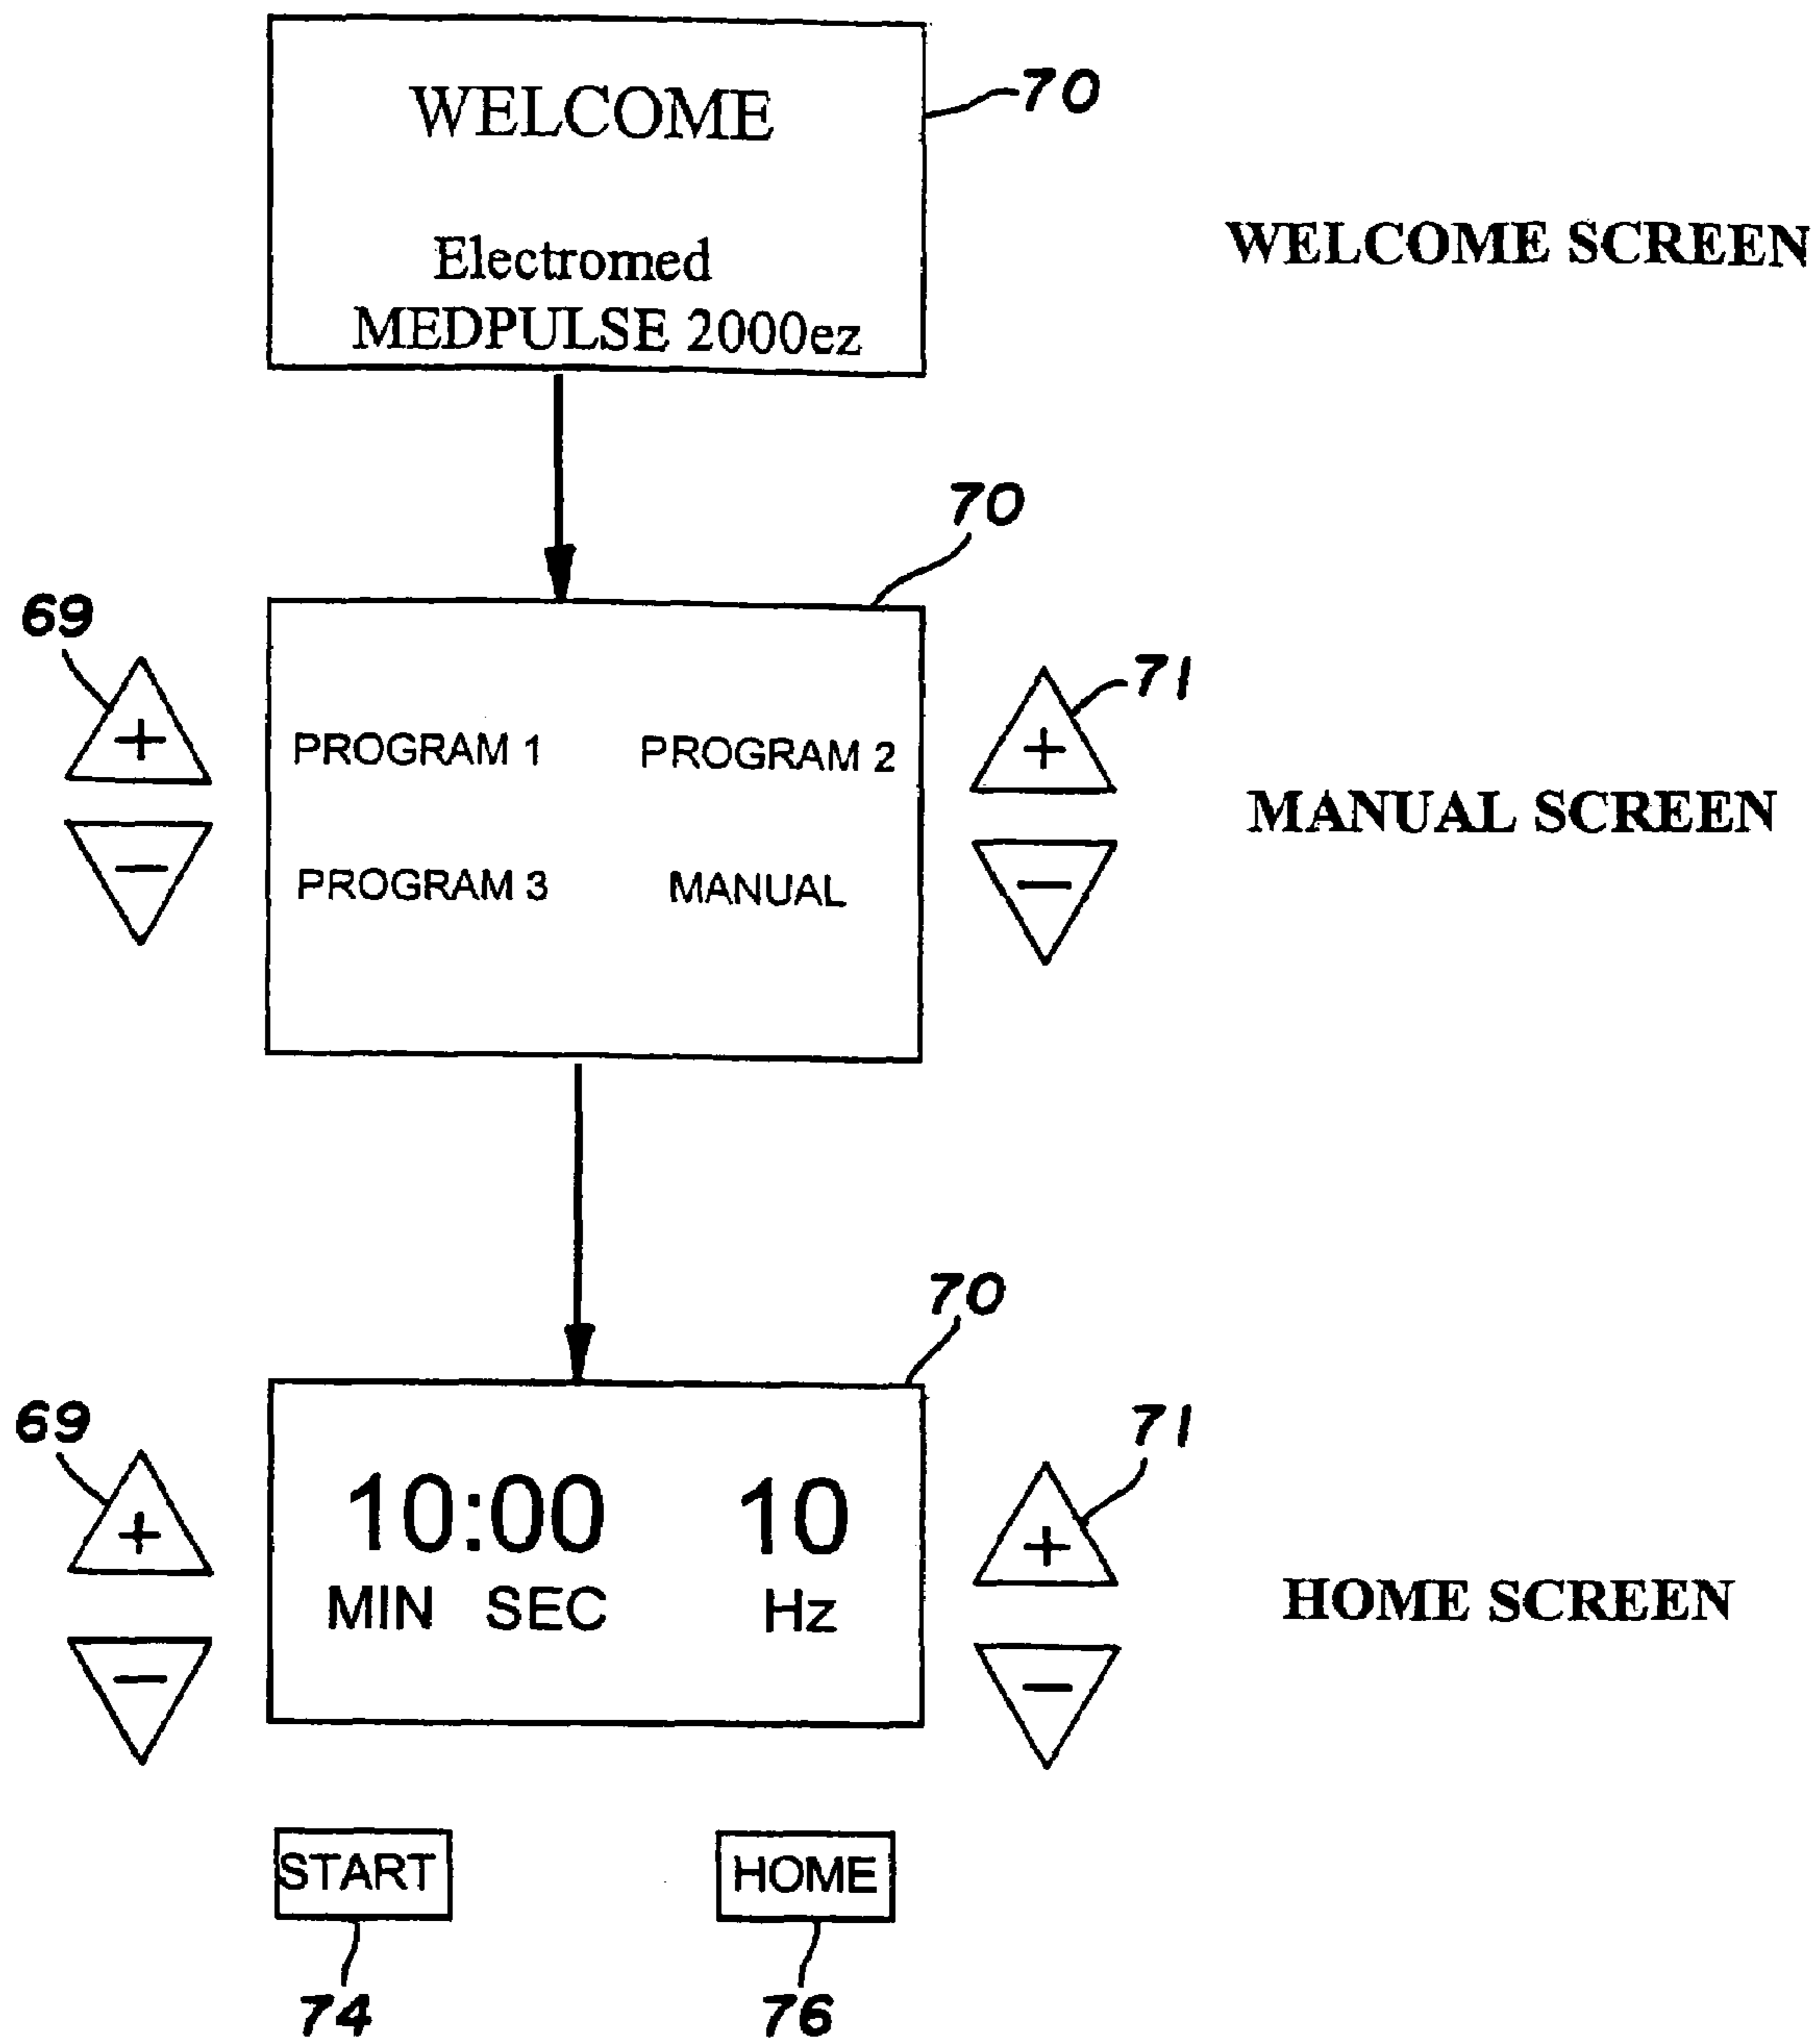 WELCOME
70
Electromed
MEDPULSE 2000ez
WELCOME SCREEN
70
69
71
+
+
PROGRAM 1 PROGRAM 2
MANUAL SCREEN
−
−
PROGRAM 3 MANUAL
70
69
71
+
10:00 10
+
MIN SEC Hz
HOME SCREEN
−
−
START HOME
74 76